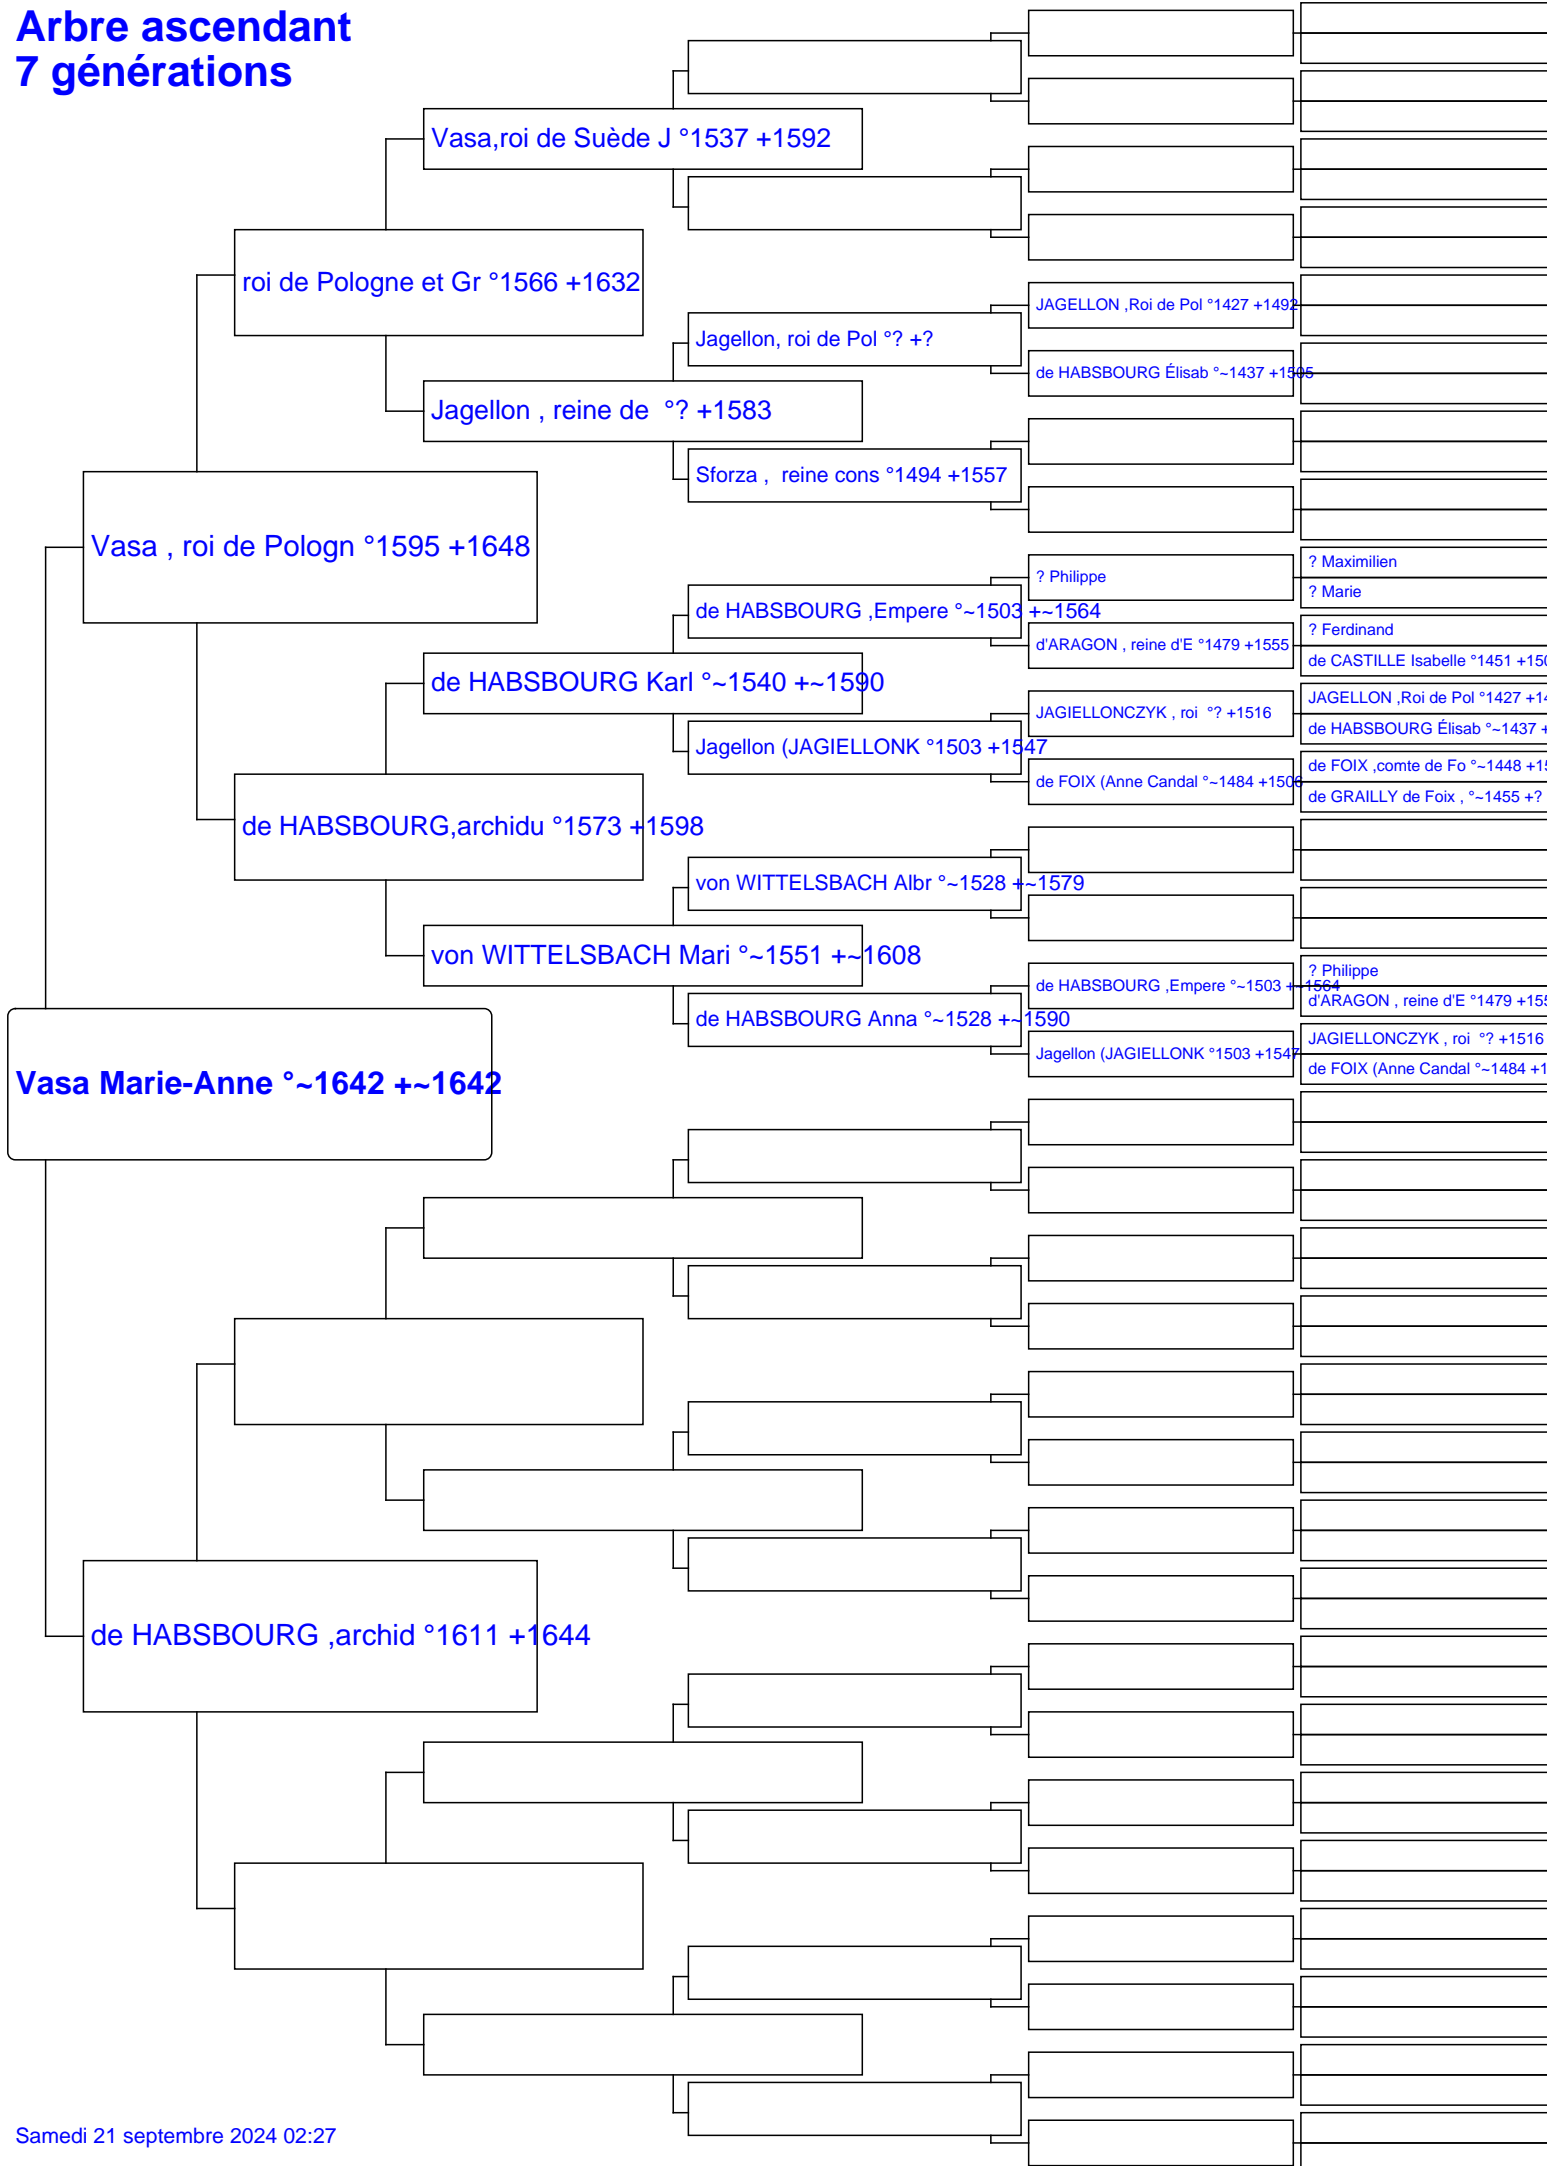 Arbre ascendant
7 générations
Vasa,roi de Suède J °1537 +1592
roi de Pologne et Gr °1566 +1632
JAGELLON ,Roi de Pol °1427 +1492
Jagellon, roi de Pol °? +?
de HABSBOURG Élisab °~1437 +1505
Jagellon , reine de °? +1583
Sforza , reine cons °1494 +1557
Vasa , roi de Pologn °1595 +1648
? Maximilien
? Philippe
? Marie
de HABSBOURG ,Empere °~1503 +~1564
? Ferdinand
d'ARAGON , reine d'E °1479 +1555
de CASTILLE Isabelle °1451 +150
de HABSBOURG Karl °~1540 +~1590
JAGELLON ,Roi de Pol °1427 +14
JAGIELLONCZYK , roi °? +1516
de HABSBOURG Élisab °~1437 +
Jagellon (JAGIELLONK °1503 +1547
de FOIX ,comte de Fo °~1448 +15
de FOIX (Anne Candal °~1484 +1506
de GRAILLY de Foix , °~1455 +?
de HABSBOURG,archidu °1573 +1598
von WITTELSBACH Albr °~1528 +~1579
von WITTELSBACH Mari °~1551 +~1608
? Philippe
de HABSBOURG ,Empere °~1503 +~1564
d'ARAGON , reine d'E °1479 +155
de HABSBOURG Anna °~1528 +~1590
JAGIELLONCZYK , roi °? +1516
Jagellon (JAGIELLONK °1503 +1547
de FOIX (Anne Candal °~1484 +1
Vasa Marie-Anne °~1642 +~1642
de HABSBOURG ,archid °1611 +1644
Samedi 21 septembre 2024 02:27